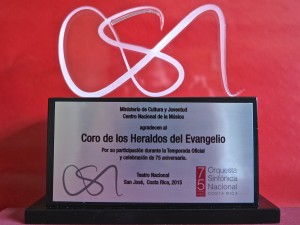 OSN
Ministerio de Cultura y Juventud
Centro Nacional de la Música
agradecen al
Coro de los Heraldos del Evangelio
Por su participación durante la Temporada Oficial
y celebración de 75 aniversario.
Teatro Nacional
San José, Costa Rica, 2015
OSN
75
Orquesta
Sinfónica
Nacional
COSTA RICA